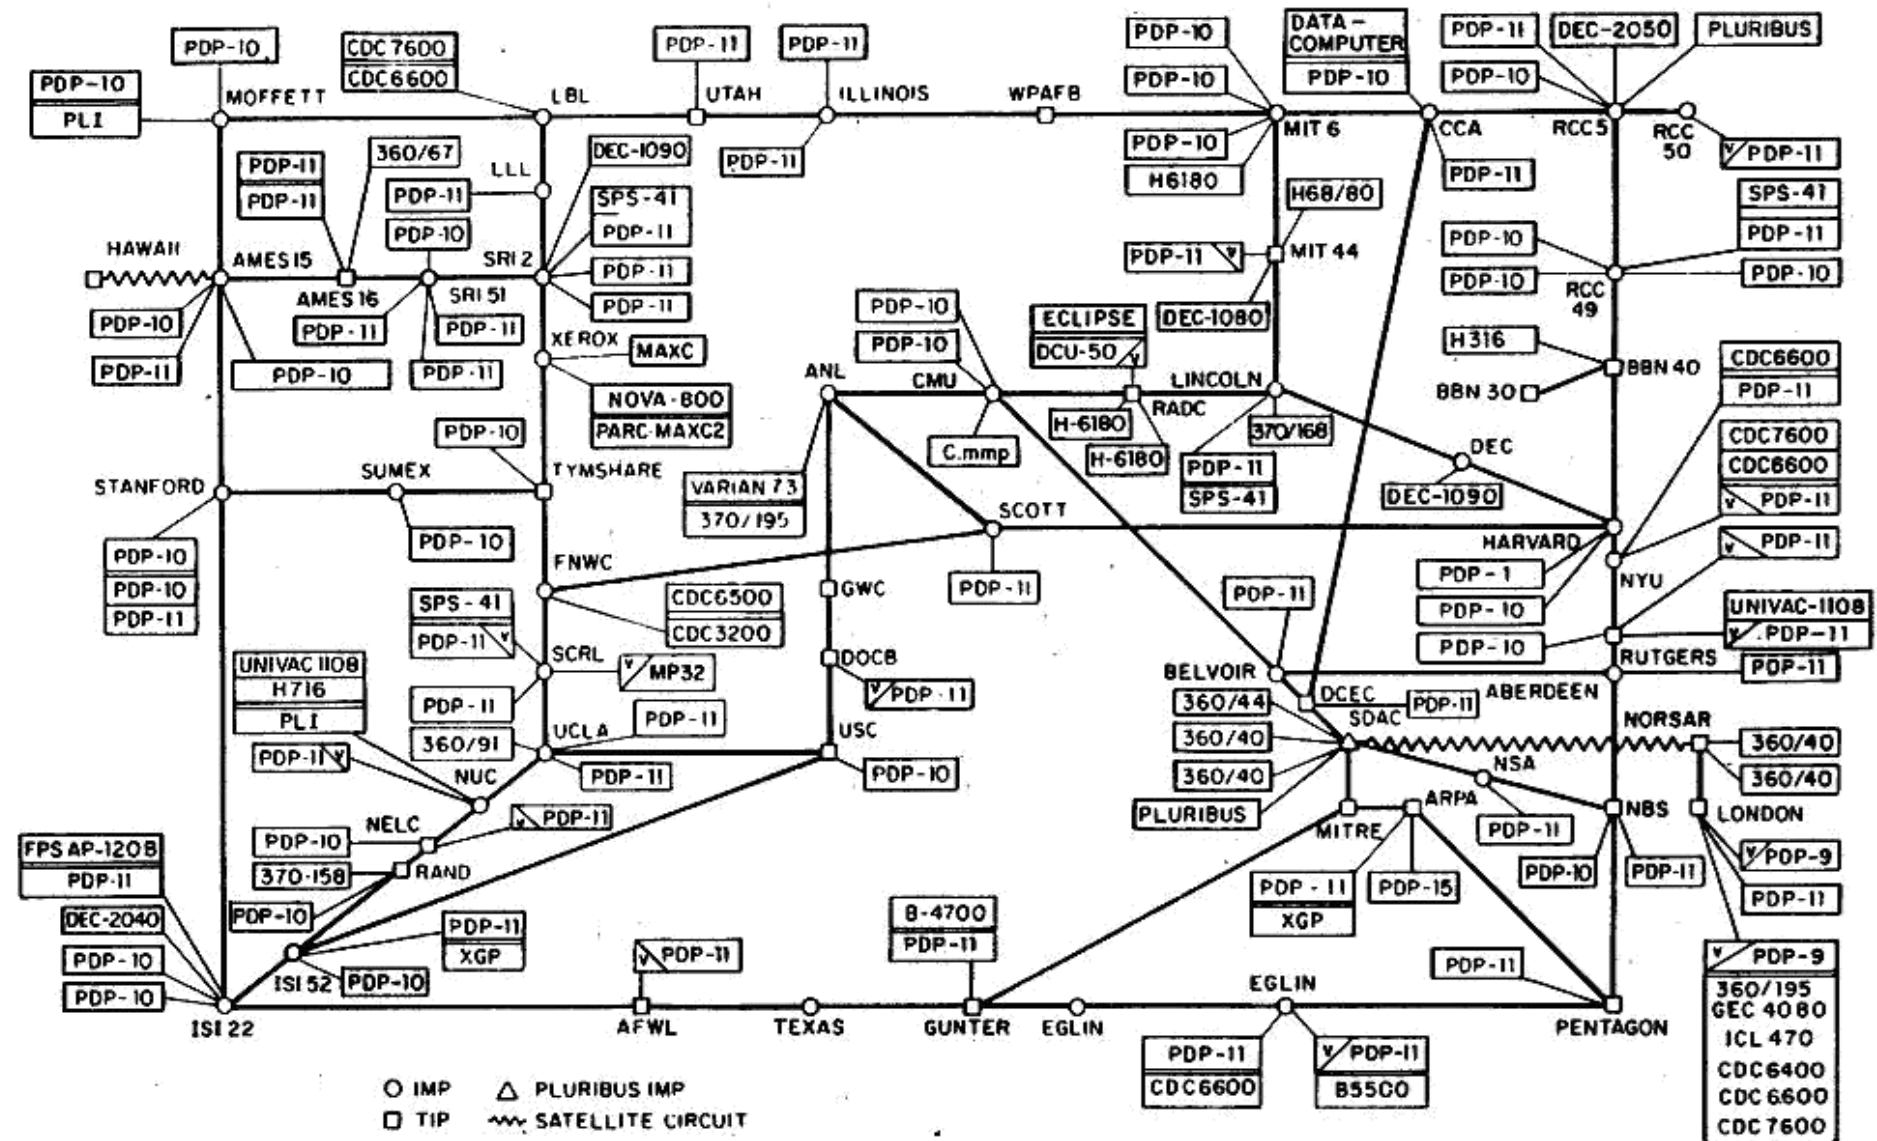 PDP-10
CDC7600
CDC6600
PDP-11
PDP-11
PDP-10
DATA-
COMPUTER
PDP-10
PDP-11
DEC-2050
PLURIBUS
PDP-10
PLI
MOFFETT
LBL
UTAH
ILLINOIS
WPAFB
PDP-10
PDP-10
H6180
MIT 6
CCA
PDP-10
RCC 5
RCC
50
PDP-11
V
PDP-11
PDP-11
PDP-11
360/67
LLL
PDP-11
DEC-1090
PDP-11
PDP-11
SPS-41
PDP-11
PDP-11
PDP-11
H68/80
SPS-41
PDP-11
PDP-10
PDP-10
PDP-10
RCC
49
HAWAII
AMES 15
AMES 16
PDP-10
SRI 51
SRI 2
PDP-11 V
MIT 44
DEC-1080
PDP-10
PDP-11
PDP-10
PDP-11
PDP-11
PDP-11
XEROX
MAXC
NOVA-800
PARC-MAXC2
PDP-10
PDP-10
ECLIPSE
DCU-50 V
H316
BBN 40
BBN 30
CDC6600
PDP-11
ANL
CMU
RADC
LINCOLN
C.mmp
H-6180
H-6180
370/168
PDP-11
SPS-41
DEC
DEC-1090
CDC7600
CDC6600
V PDP-11
STANFORD
SUMEX
PDP-10
TYMSHARE
VARIAN 73
370/195
SCOTT
PDP-11
HARVARD
NYU
V PDP-11
PDP-10
PDP-10
PDP-11
PDP-10
FNWC
CDC6500
CDC3200
GWC
PDP-11
PDP-1
PDP-10
PDP-10
UNIVAC-1108
V PDP-11
RUTGERS
SPS-41
PDP-11 V
SCRL
V MP32
PDP-11
DOCB
V PDP-11
BELVOIR
ABERDEEN
PDP-11
UNIVAC 1108
H716
PLI
PDP-11 V
360/91
UCLA
PDP-11
PDP-11
USC
PDP-10
360/44
360/40
360/40
PLURIBUS
DCEC
PDP-11
SDAC
NORSAR
360/40
360/40
NUC
NSA
PDP-11
NELC
PDP-10
V PDP-11
MITRE
ARPA
NBS
LONDON
FPS AP-120B
PDP-11
370-158
RAND
PDP-10
PDP-11
XGP
PDP-15
PDP-10
PDP-11
V PDP-9
PDP-11
DEC-2040
PDP-10
PDP-10
PDP-11
XGP
ISI 52
PDP-10
V PDP-11
B-4700
PDP-11
PDP-11
V PDP-9
360/195
GEC 4080
ICL 470
CDC6400
CDC6600
CDC7600
ISI 22
AFWL
TEXAS
GUNTER
EGLIN
EGLIN
PENTAGON
PDP-11
CDC6600
V PDP-11
B5500
IMP
PLURIBUS IMP
TIP
SATELLITE CIRCUIT